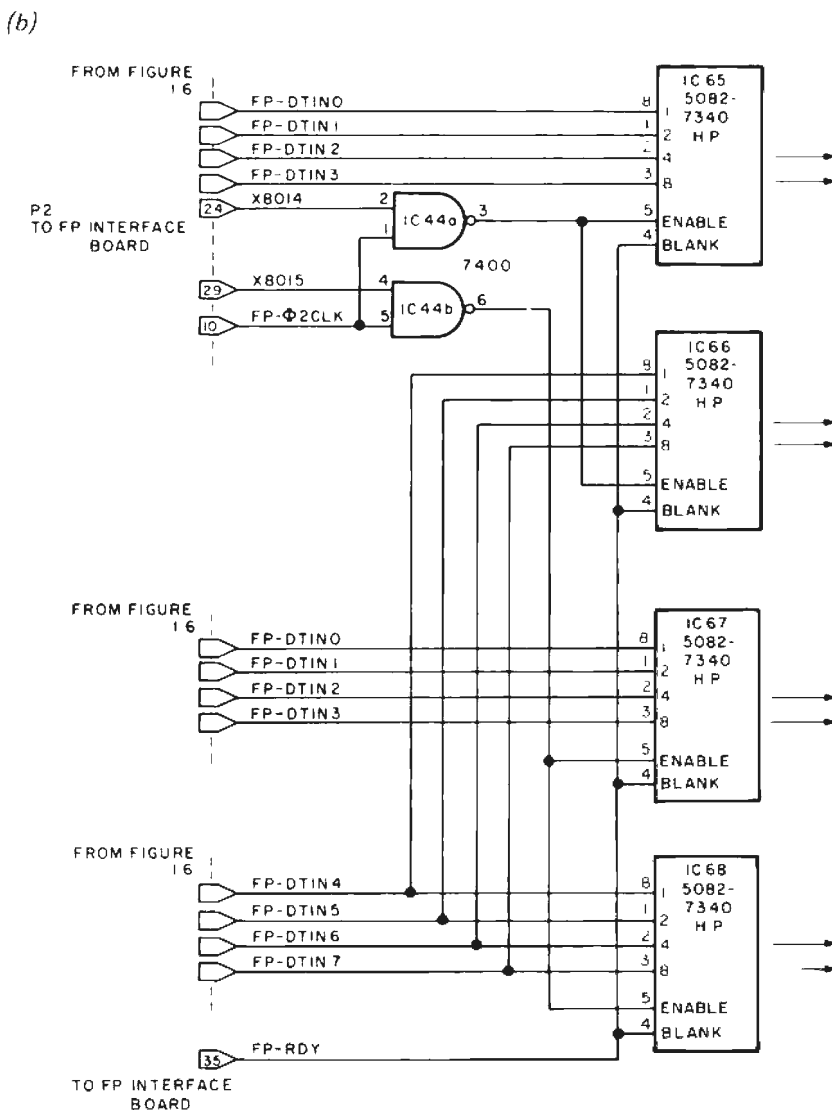 (b)
FROM FIGURE
16
FP-DTIN0
FP-DTIN1
FP-DTIN2
FP-DTIN3
P2
TO FP INTERFACE
BOARD
24
X8014
29
X8015
10
FP-Φ2CLK
2
1
IC44a
3
7400
4
5
IC44b
6
8
1
2
3
5
4
IC65
5082-
7340
HP
1
2
4
8
ENABLE
BLANK
8
1
2
3
5
4
IC66
5082-
7340
HP
1
2
4
8
ENABLE
BLANK
FROM FIGURE
16
FP-DTIN0
FP-DTIN1
FP-DTIN2
FP-DTIN3
8
1
2
3
5
4
IC67
5082-
7340
HP
1
2
4
8
ENABLE
BLANK
FROM FIGURE
16
FP-DTIN4
FP-DTIN5
FP-DTIN6
FP-DTIN7
8
1
2
3
5
4
IC68
5082-
7340
HP
1
2
4
8
ENABLE
BLANK
35
FP-RDY
TO FP INTERFACE
BOARD